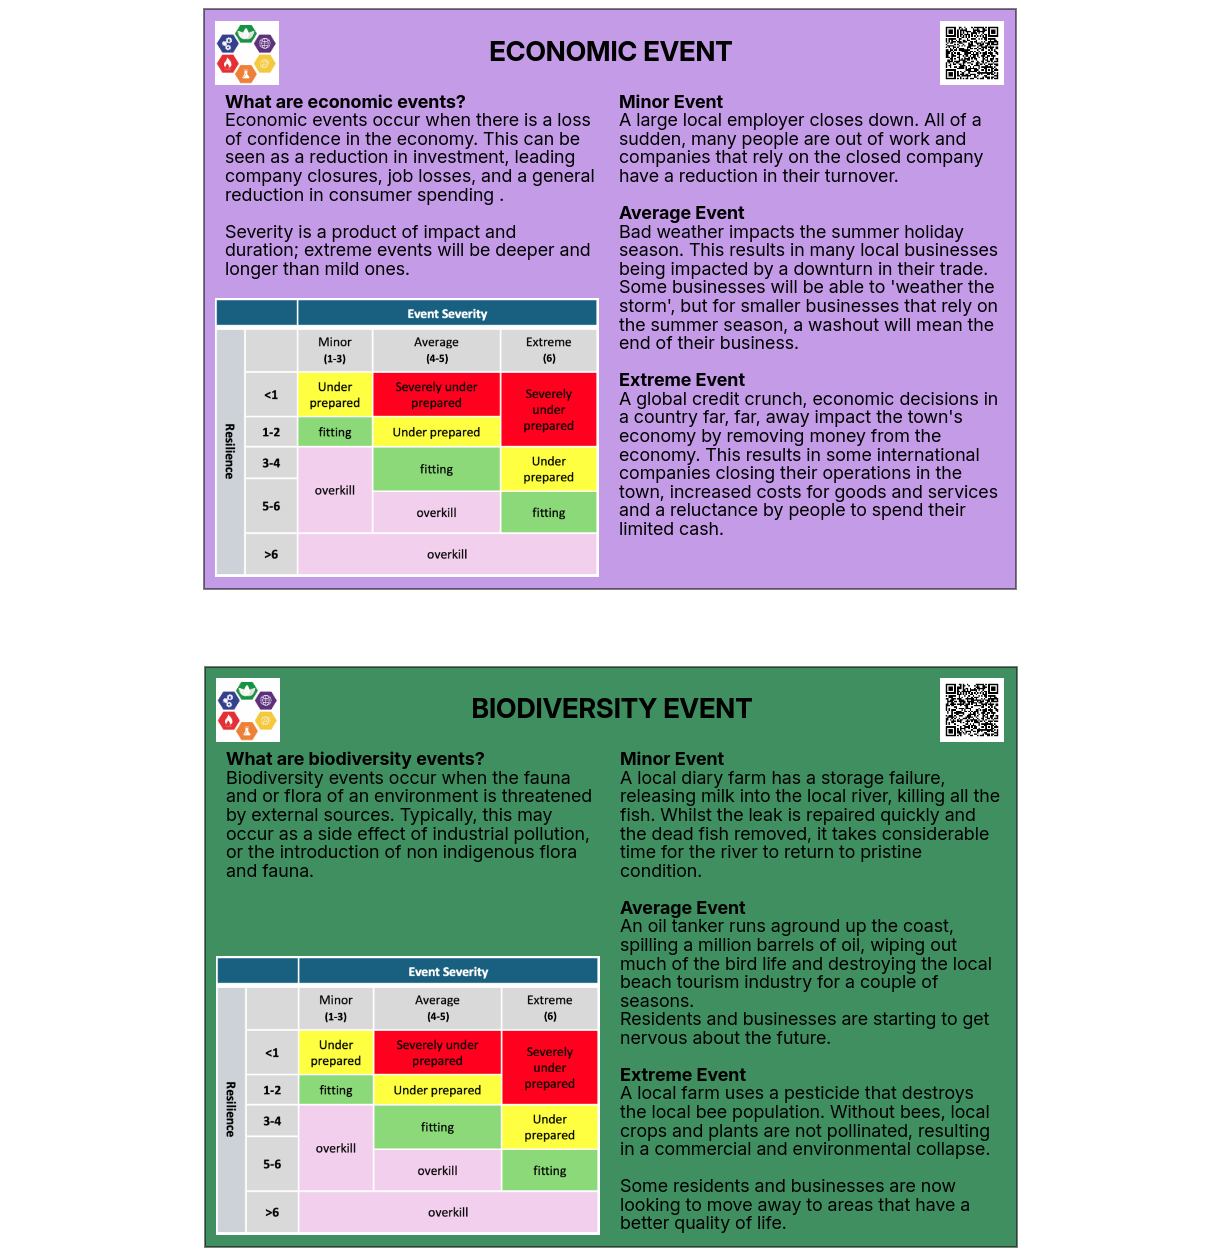 ECONOMIC EVENT
What are economic events?
Economic events occur when there is a loss
of confidence in the economy. This can be
seen as a reduction in investment, leading
company closures, job losses, and a general
reduction in consumer spending .
Severity is a product of impact and
duration; extreme events will be deeper and
longer than mild ones.
Event Severity
Minor
(1-3)
Average
(4-5)
Extreme
(6)
Resilience
<1
Under
prepared
Severely under
prepared
Severely
under
prepared
1-2
fitting
Under prepared
3-4
overkill
fitting
Under
prepared
5-6
overkill
fitting
>6
overkill
Minor Event
A large local employer closes down. All of a
sudden, many people are out of work and
companies that rely on the closed company
have a reduction in their turnover.
Average Event
Bad weather impacts the summer holiday
season. This results in many local businesses
being impacted by a downturn in their trade.
Some businesses will be able to 'weather the
storm', but for smaller businesses that rely on
the summer season, a washout will mean the
end of their business.
Extreme Event
A global credit crunch, economic decisions in
a country far, far, away impact the town's
economy by removing money from the
economy. This results in some international
companies closing their operations in the
town, increased costs for goods and services
and a reluctance by people to spend their
limited cash.
BIODIVERSITY EVENT
What are biodiversity events?
Biodiversity events occur when the fauna
and or flora of an environment is threatened
by external sources. Typically, this may
occur as a side effect of industrial pollution,
or the introduction of non indigenous flora
and fauna.
Event Severity
Minor
(1-3)
Average
(4-5)
Extreme
(6)
Resilience
<1
Under
prepared
Severely under
prepared
Severely
under
prepared
1-2
fitting
Under prepared
3-4
overkill
fitting
Under
prepared
5-6
overkill
fitting
>6
overkill
Minor Event
A local diary farm has a storage failure,
releasing milk into the local river, killing all the
fish. Whilst the leak is repaired quickly and
the dead fish removed, it takes considerable
time for the river to return to pristine
condition.
Average Event
An oil tanker runs aground up the coast,
spilling a million barrels of oil, wiping out
much of the bird life and destroying the local
beach tourism industry for a couple of
seasons.
Residents and businesses are starting to get
nervous about the future.
Extreme Event
A local farm uses a pesticide that destroys
the local bee population. Without bees, local
crops and plants are not pollinated, resulting
in a commercial and environmental collapse.
Some residents and businesses are now
looking to move away to areas that have a
better quality of life.